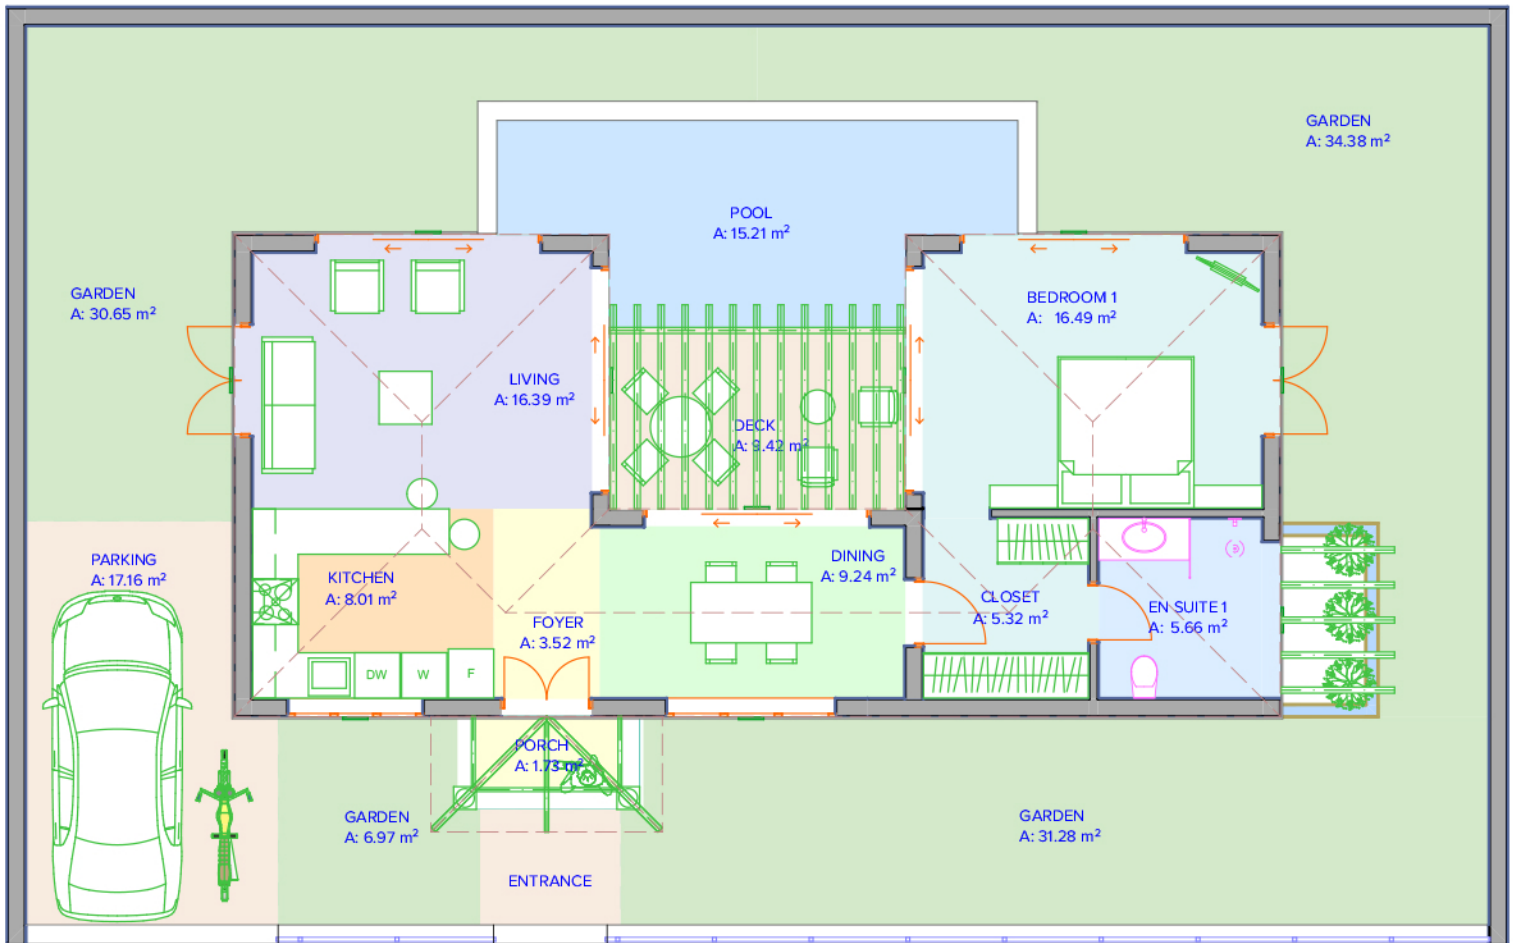 GARDEN
A: 34.38 m²
POOL
A: 15.21 m²
GARDEN
A: 30.65 m²
BEDROOM 1
A: 16.49 m²
LIVING
A: 16.39 m²
DECK
A: 9.42 m²
PARKING
A: 17.16 m²
KITCHEN
A: 8.01 m²
DINING
A: 9.24 m²
CLOSET
A: 5.32 m²
EN SUITE 1
A: 5.66 m²
FOYER
A: 3.52 m²
DW
W
F
PORCH
A: 1.73 m²
GARDEN
A: 6.97 m²
GARDEN
A: 31.28 m²
ENTRANCE